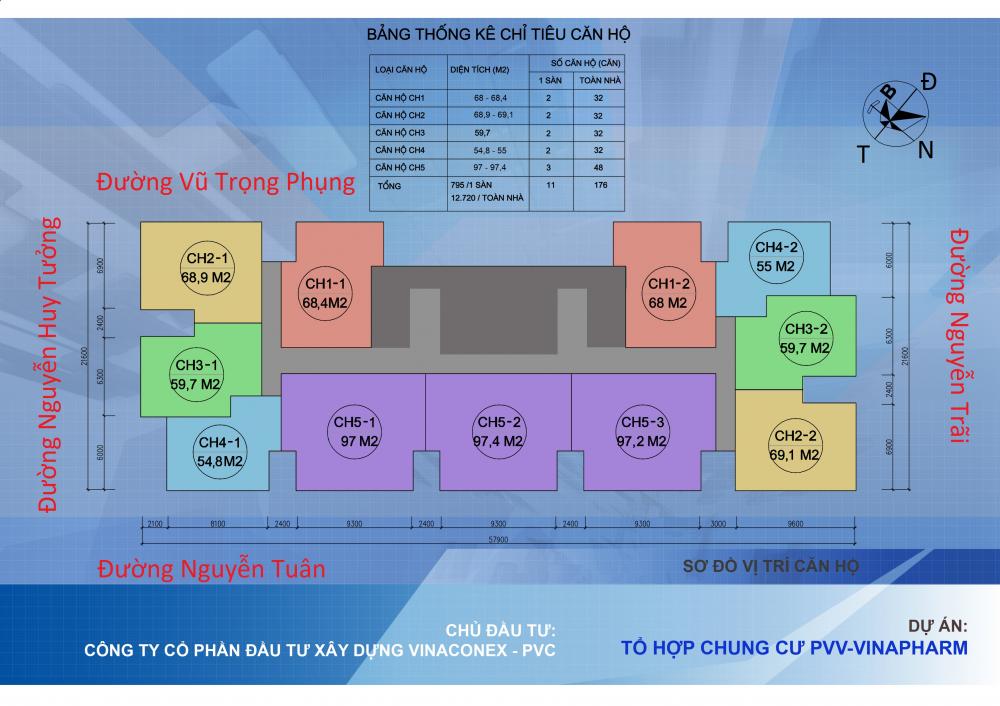 BẢNG THỐNG KÊ CHỈ TIÊU CĂN HỘ
LOẠI CĂN HỘ DIỆN TÍCH (M2) SỐ CĂN HỘ (CĂN)
1 SÀN TOÀN NHÀ
CĂN HỘ CH1 68 - 68,4 2 32
CĂN HỘ CH2 68,9 - 69,1 2 32
CĂN HỘ CH3 59,7 2 32
CĂN HỘ CH4 54,8 - 55 2 32
CĂN HỘ CH5 97 - 97,4 3 48
TỔNG 795 /1 SÀN 11 176
12.720 / TOÀN NHÀ
B Đ
T N
Đường Vũ Trọng Phụng
Đường Nguyễn Huy Tưởng
Đường Nguyễn Trãi
CH2-1
68,9 M2
CH1-1
68,4M2
CH1-2
68 M2
CH4-2
55 M2
CH3-1
59,7 M2
CH3-2
59,7 M2
CH4-1
54,8M2
CH5-1
97 M2
CH5-2
97,4 M2
CH5-3
97,2 M2
CH2-2
69,1 M2
6900
2400
6300
6000
21600
6000
6300
2400
6900
21600
2100 8100 2400 9300 2400 9300 2400 9300 3000 9600
57900
Đường Nguyễn Tuân
SƠ ĐỒ VỊ TRÍ CĂN HỘ
CHỦ ĐẦU TƯ:
CÔNG TY CỔ PHẦN ĐẦU TƯ XÂY DỰNG VINACONEX - PVC
DỰ ÁN:
TỔ HỢP CHUNG CƯ PVV-VINAPHARM